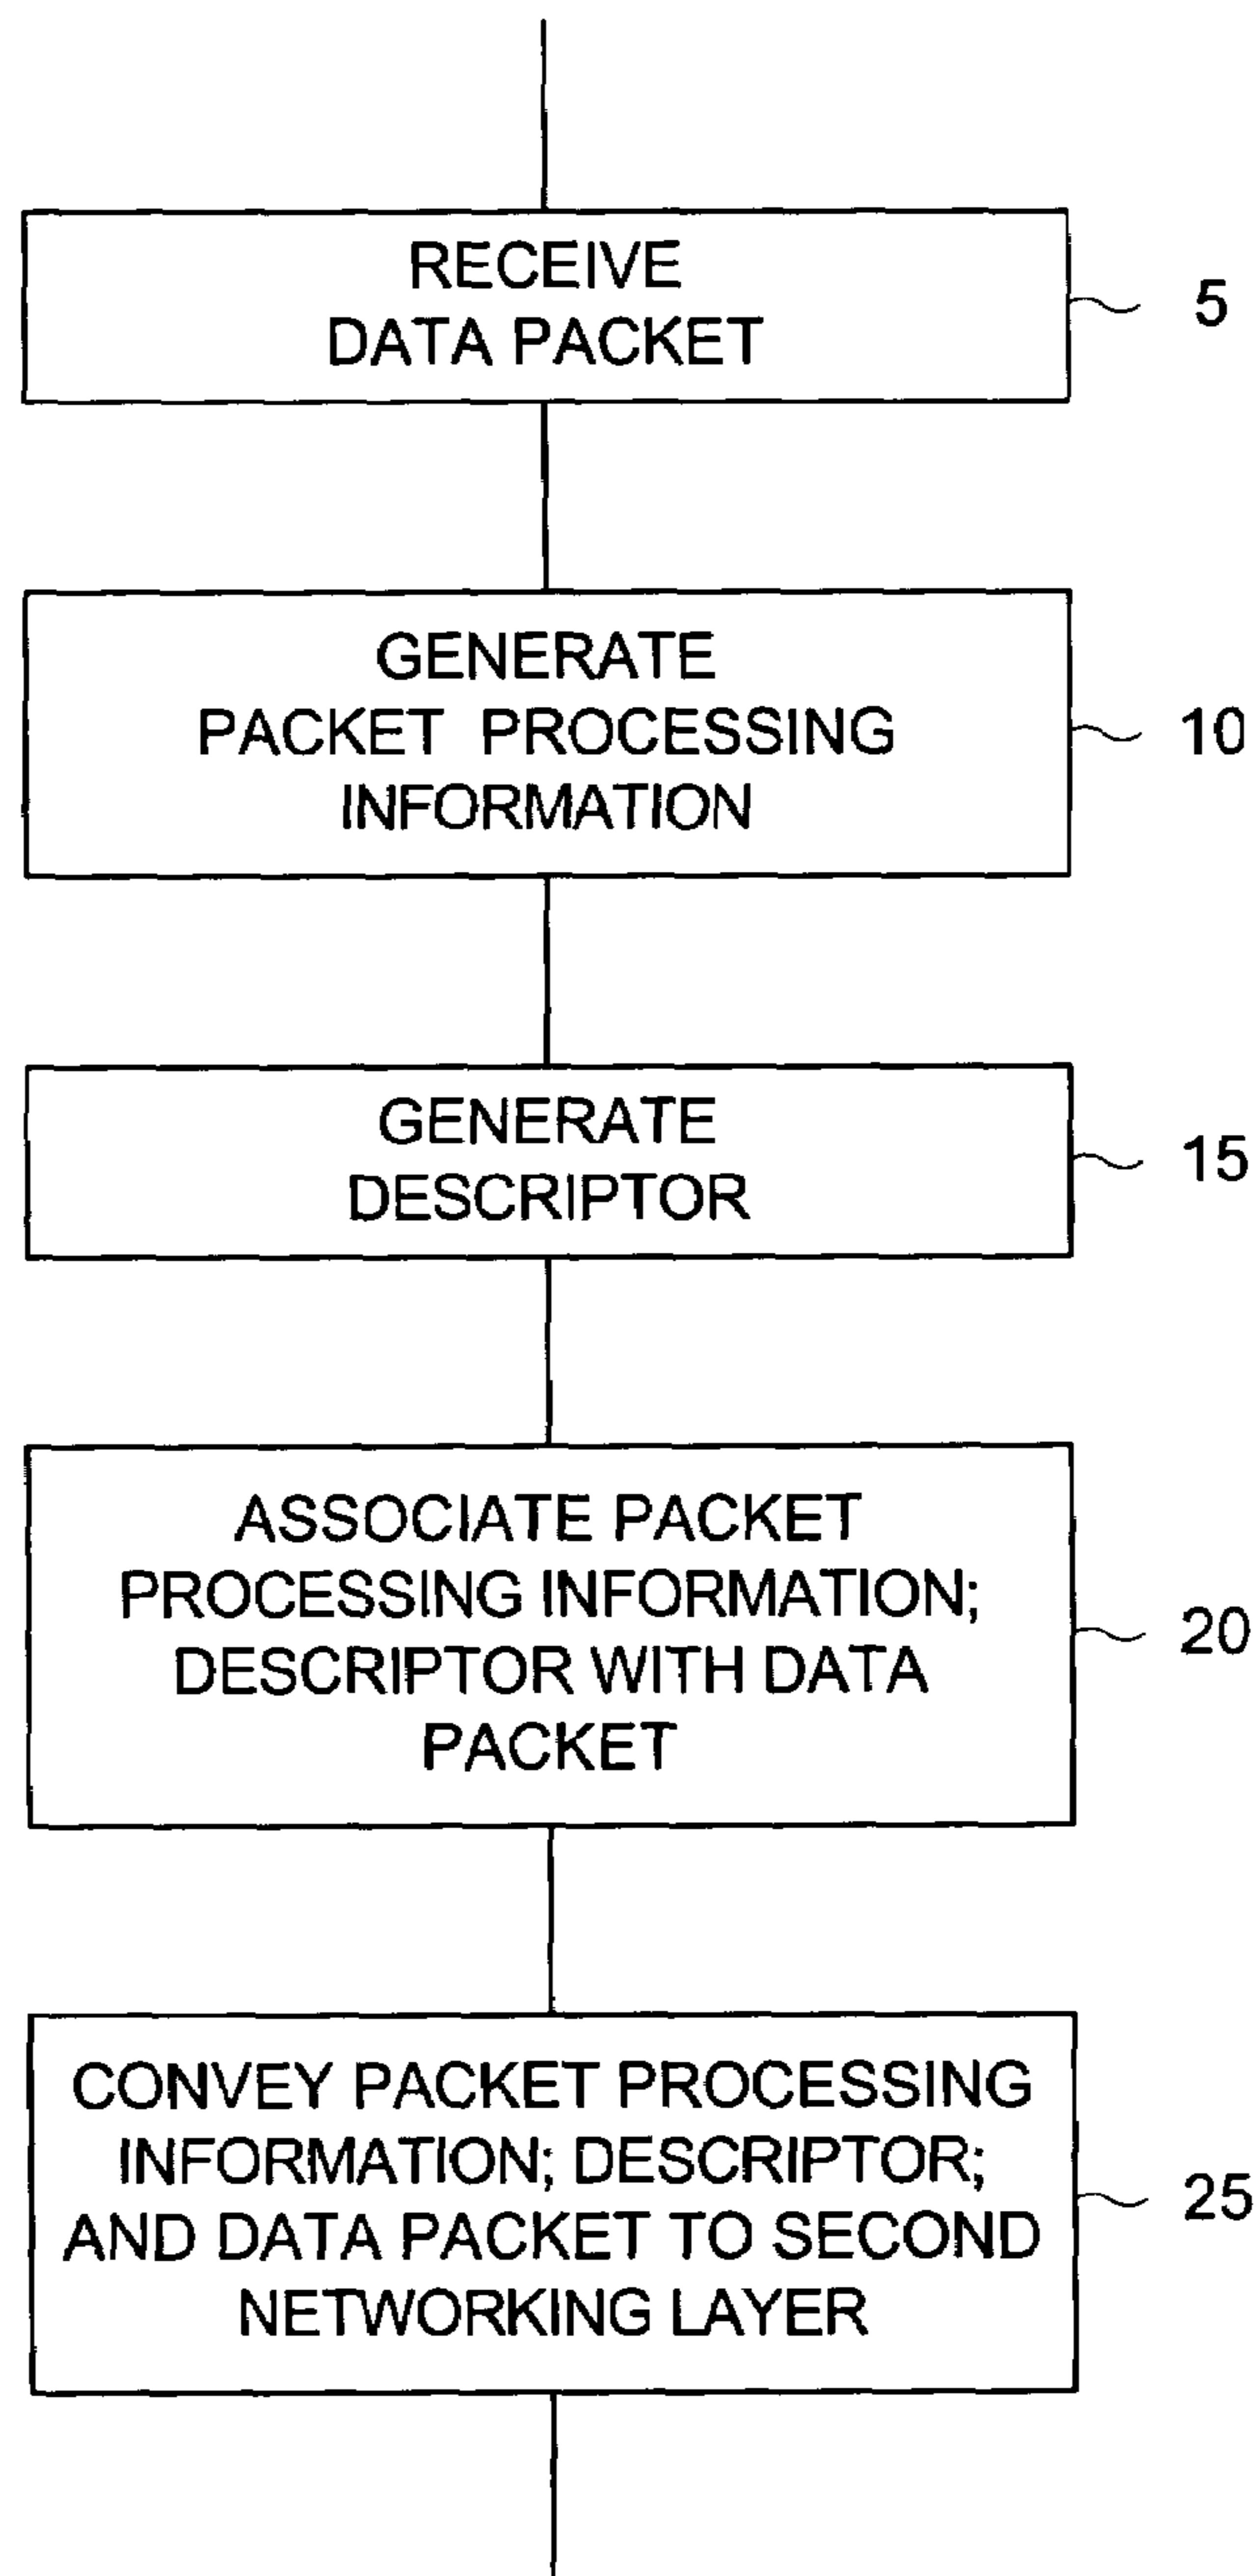 RECEIVE
DATA PACKET
5
GENERATE
PACKET PROCESSING
INFORMATION
10
GENERATE
DESCRIPTOR
15
ASSOCIATE PACKET
PROCESSING INFORMATION;
DESCRIPTOR WITH DATA
PACKET
20
CONVEY PACKET PROCESSING
INFORMATION; DESCRIPTOR;
AND DATA PACKET TO SECOND
NETWORKING LAYER
25